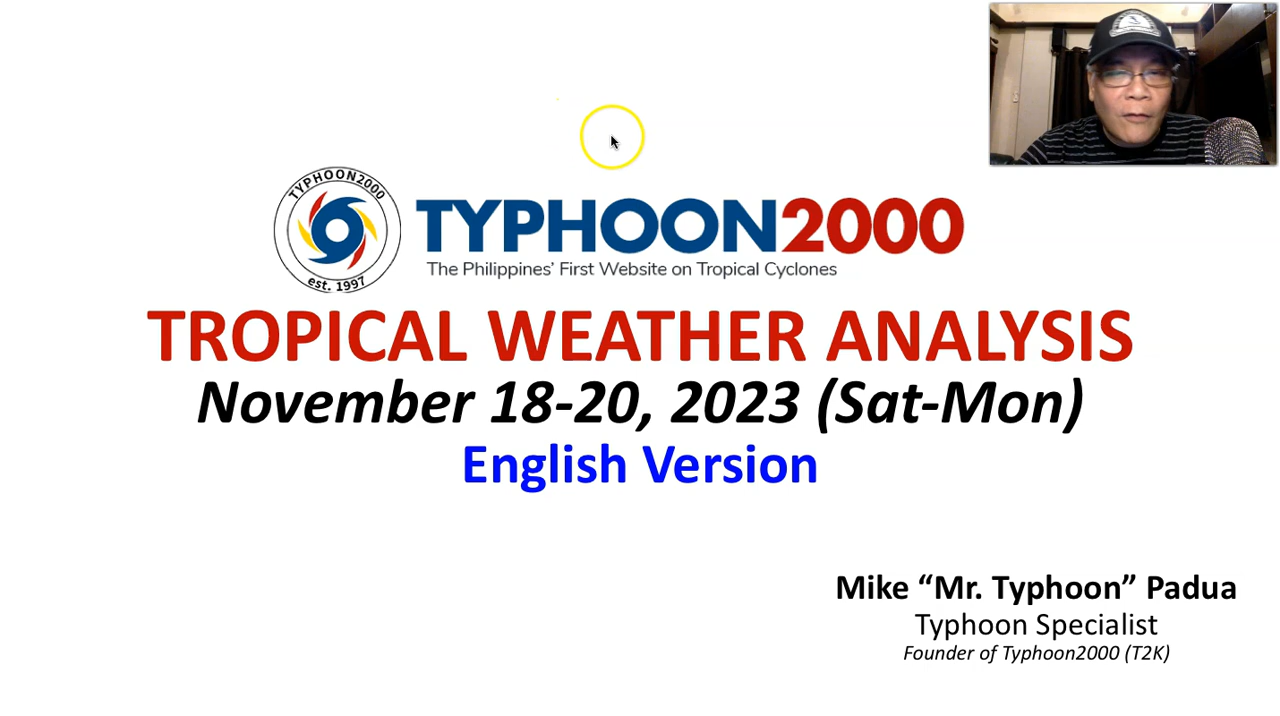 TYPHOON2000
est. 1997
TYPHOON2000
The Philippines' First Website on Tropical Cyclones
TROPICAL WEATHER ANALYSIS
November 18-20, 2023 (Sat-Mon)
English Version
Mike “Mr. Typhoon” Padua
Typhoon Specialist
Founder of Typhoon2000 (T2K)